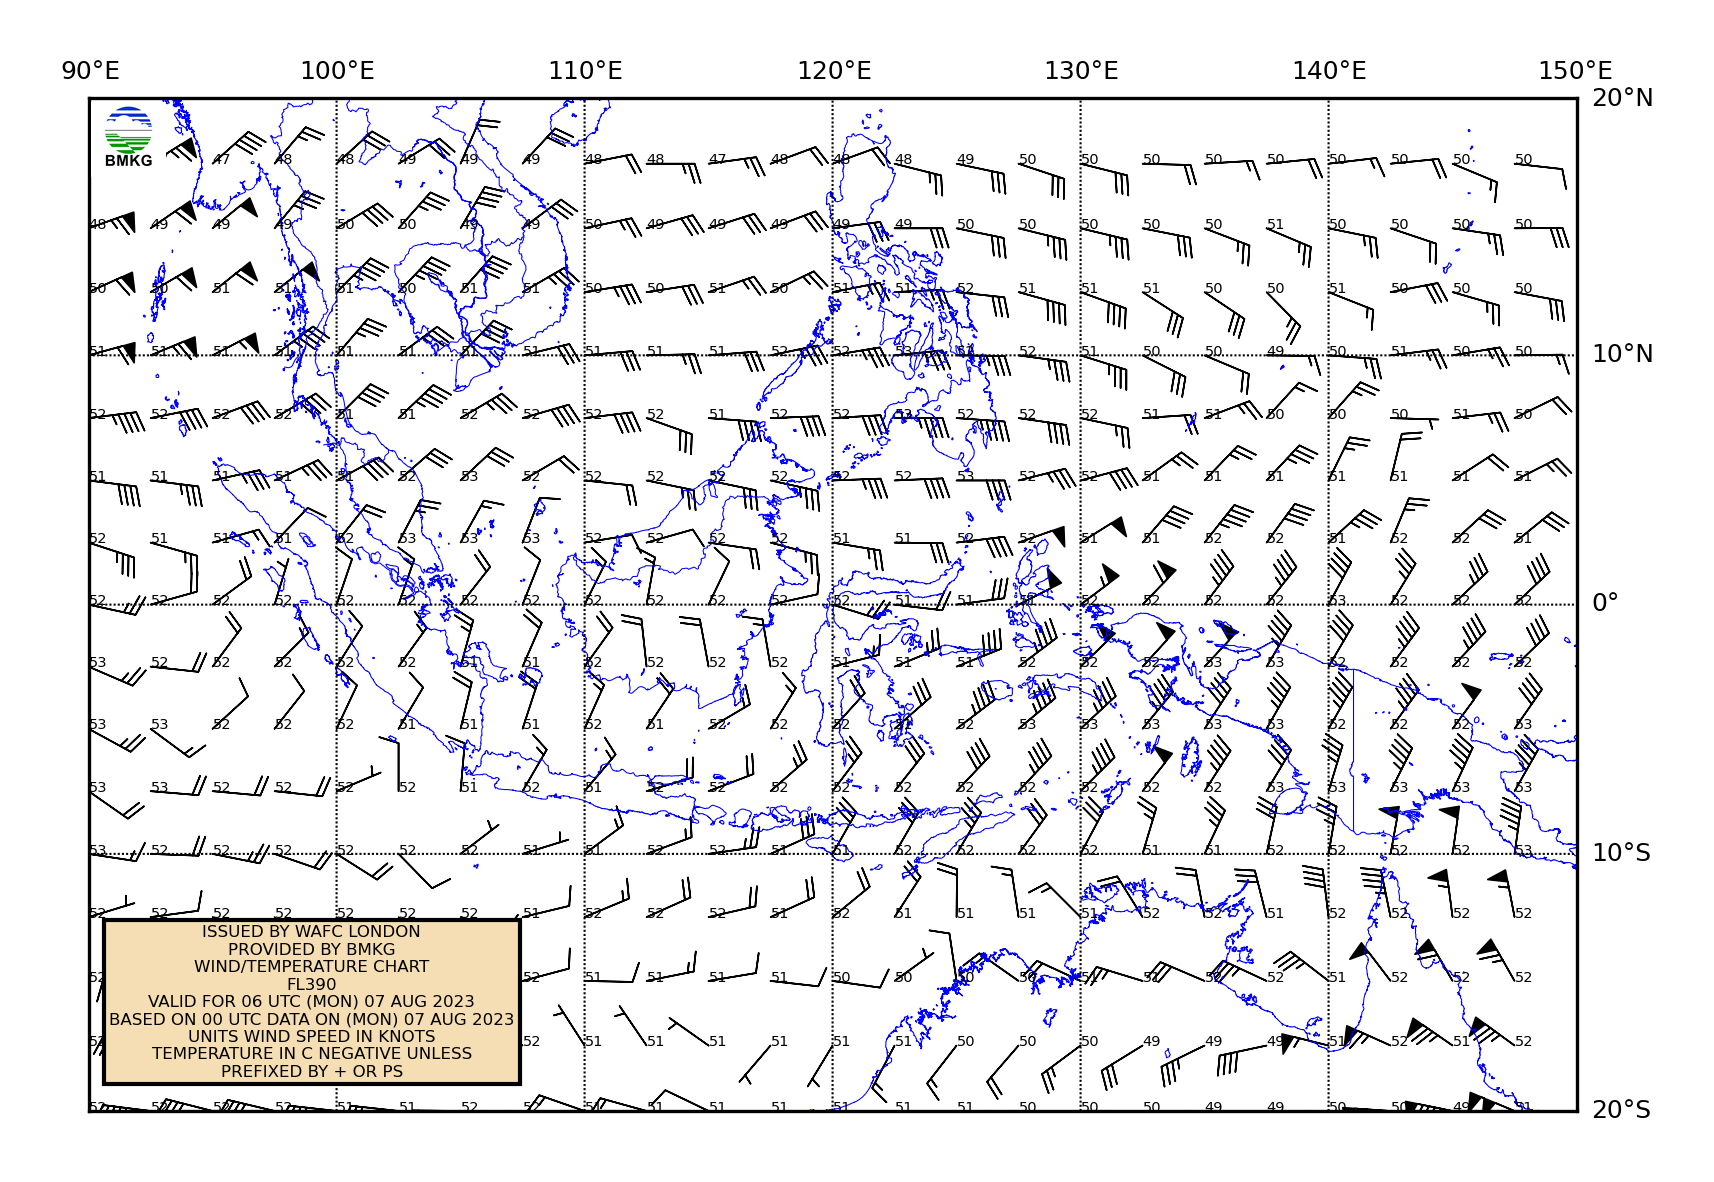 90°E 100°E 110°E 120°E 130°E 140°E 150°E
20°N
BMKG
47 48 48 49 49 49 48 48 47 48 48 48 49 50 50 50 50 50 50 50 50 50
48 49 49 49 50 50 49 49 50 49 49 49 49 49 50 50 50 50 50 51 50 50 50 50
50 50 51 51 51 50 51 51 50 50 51 50 51 51 52 51 51 51 50 50 51 50 50 50
51 51 51 51 51 51 51 51 51 51 51 52 52 53 52 52 51 50 50 49 50 51 50 50
10°N
52 52 52 52 51 51 52 52 52 52 51 52 52 53 52 52 52 51 51 50 50 50 51 50
51 51 51 51 51 52 53 52 52 52 52 52 52 52 53 52 52 51 51 51 51 51 51 51
52 51 51 51 52 53 53 53 52 52 52 52 51 51 52 52 51 51 52 52 51 52 52 51
52 52 52 52 52 52 52 52 52 52 52 52 52 51 51 51 52 52 52 52 53 52 52 52
0°
53 52 52 52 52 52 51 51 52 52 52 52 51 51 51 52 52 52 53 53 52 52 52 52
53 53 52 52 52 51 51 51 52 51 52 52 52 51 52 53 53 53 53 53 52 52 52 53
53 53 52 52 52 52 51 52 51 52 52 52 52 52 52 52 52 52 52 53 52 53 53 53
53 52 52 52 52 52 52 51 51 52 52 51 51 52 52 52 52 51 51 52 52 52 52 53
10°S
52 52 52 52 52 52 52 51 52 52 52 51 52 51 51 51 51 52 52 51 52 52 52 52
52 51 51 51 51 50 50 50 50 51 51 52 52 51 52 52 52
52 51 51 51 51 51 51 50 50 50 49 49 49 51 52 51 52
52 52 52 52 51 51 52 52 51 51 51 51 51 51 51 50 50 50 49 49 50 50 49 51
20°S
ISSUED BY WAFC LONDON
PROVIDED BY BMKG
WIND/TEMPERATURE CHART
FL390
VALID FOR 06 UTC (MON) 07 AUG 2023
BASED ON 00 UTC DATA ON (MON) 07 AUG 2023
UNITS WIND SPEED IN KNOTS
TEMPERATURE IN C NEGATIVE UNLESS
PREFIXED BY + OR PS